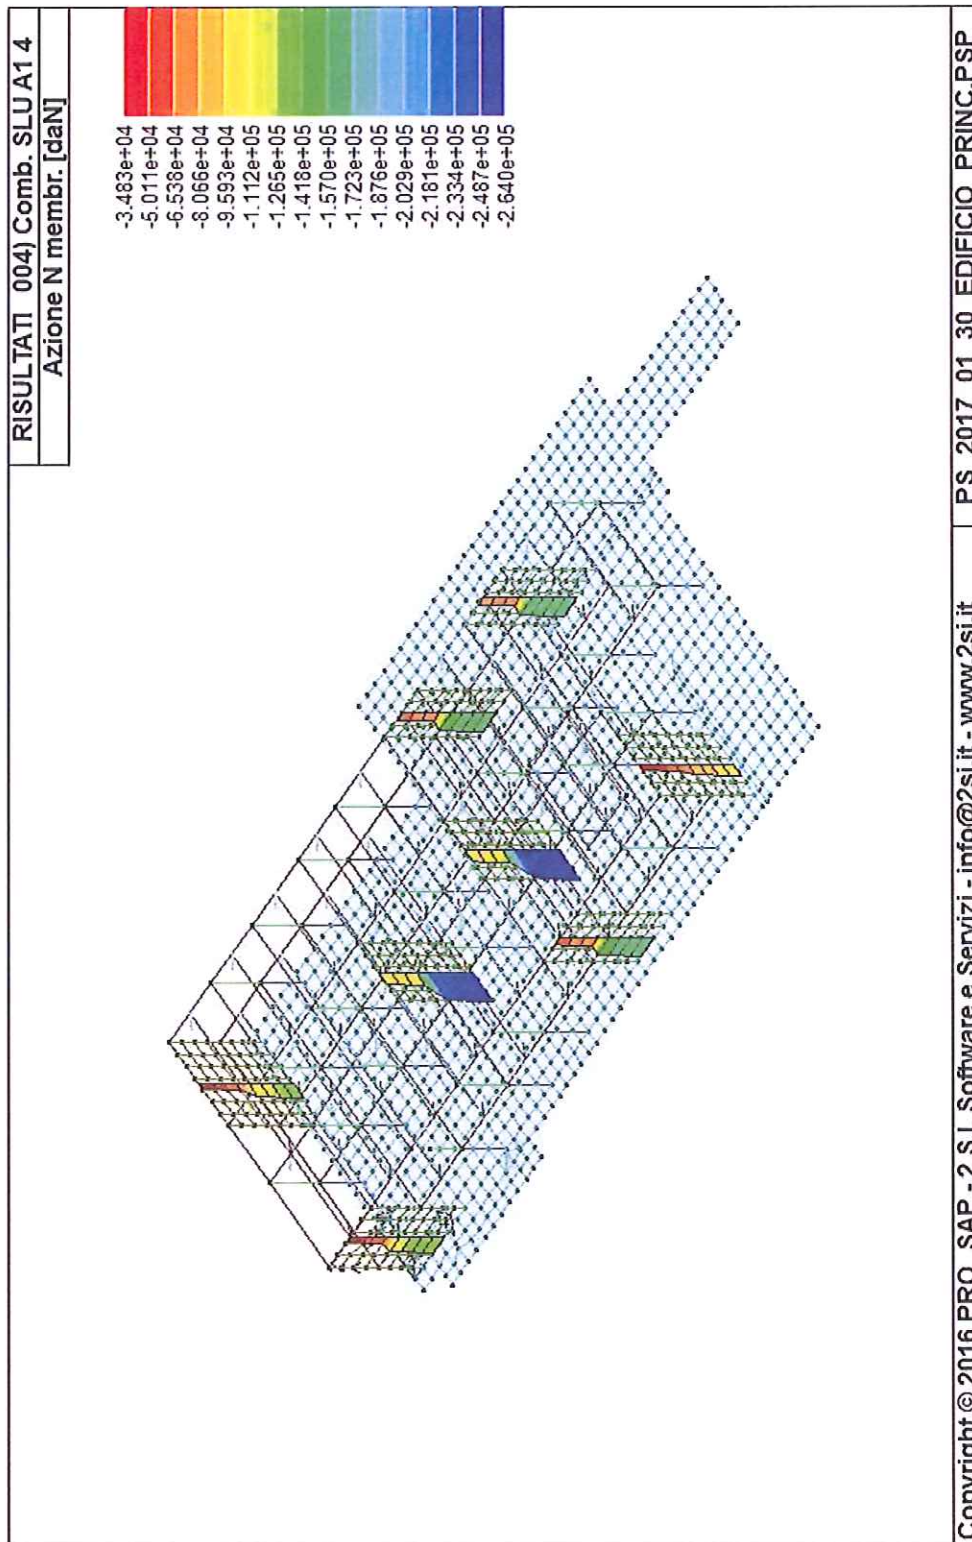 RISULTATI 004) Comb. SLU A1 4
Azione N membr. [daN]
-3.483e+04
-5.011e+04
-6.538e+04
-8.066e+04
-9.593e+04
-1.112e+05
-1.265e+05
-1.418e+05
-1.570e+05
-1.723e+05
-1.876e+05
-2.029e+05
-2.181e+05
-2.334e+05
-2.487e+05
-2.640e+05
Copyright © 2016 PRO_SAP - 2 S.I. Software e Servizi - info@2si.it - www.2si.it
PS_2017_01_30_EDIFICIO_PRINC.PSP